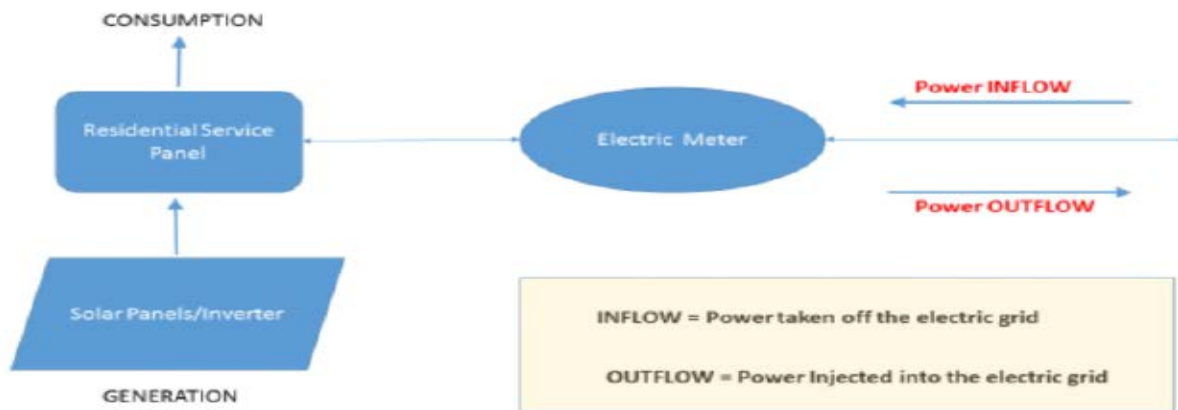 CONSUMPTION
Residential Service
Panel
Electric Meter
Power INFLOW
Power OUTFLOW
Solar Panels/Inverter
GENERATION
INFLOW = Power taken off the electric grid
OUTFLOW = Power Injected into the electric grid